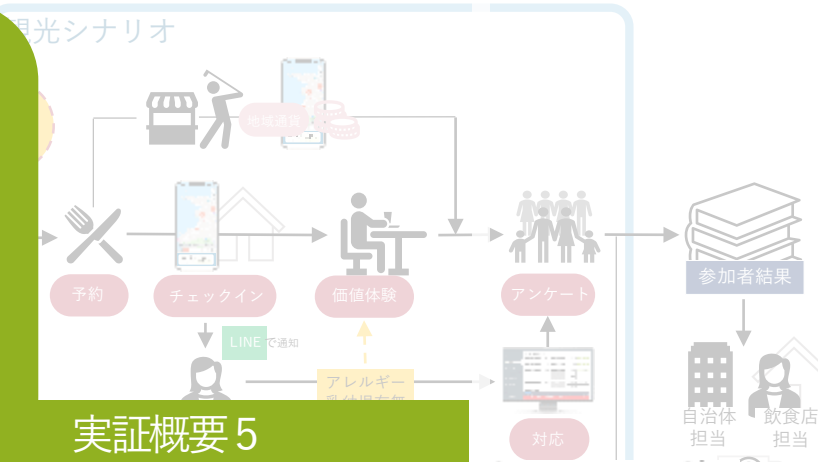 観光シナリオ
地域通貨
予約
チェックイン
価値体験
アンケート
参加者結果
LINEで通知
アレルギー
対応
自治体
担当
飲食店
担当
実証概要5